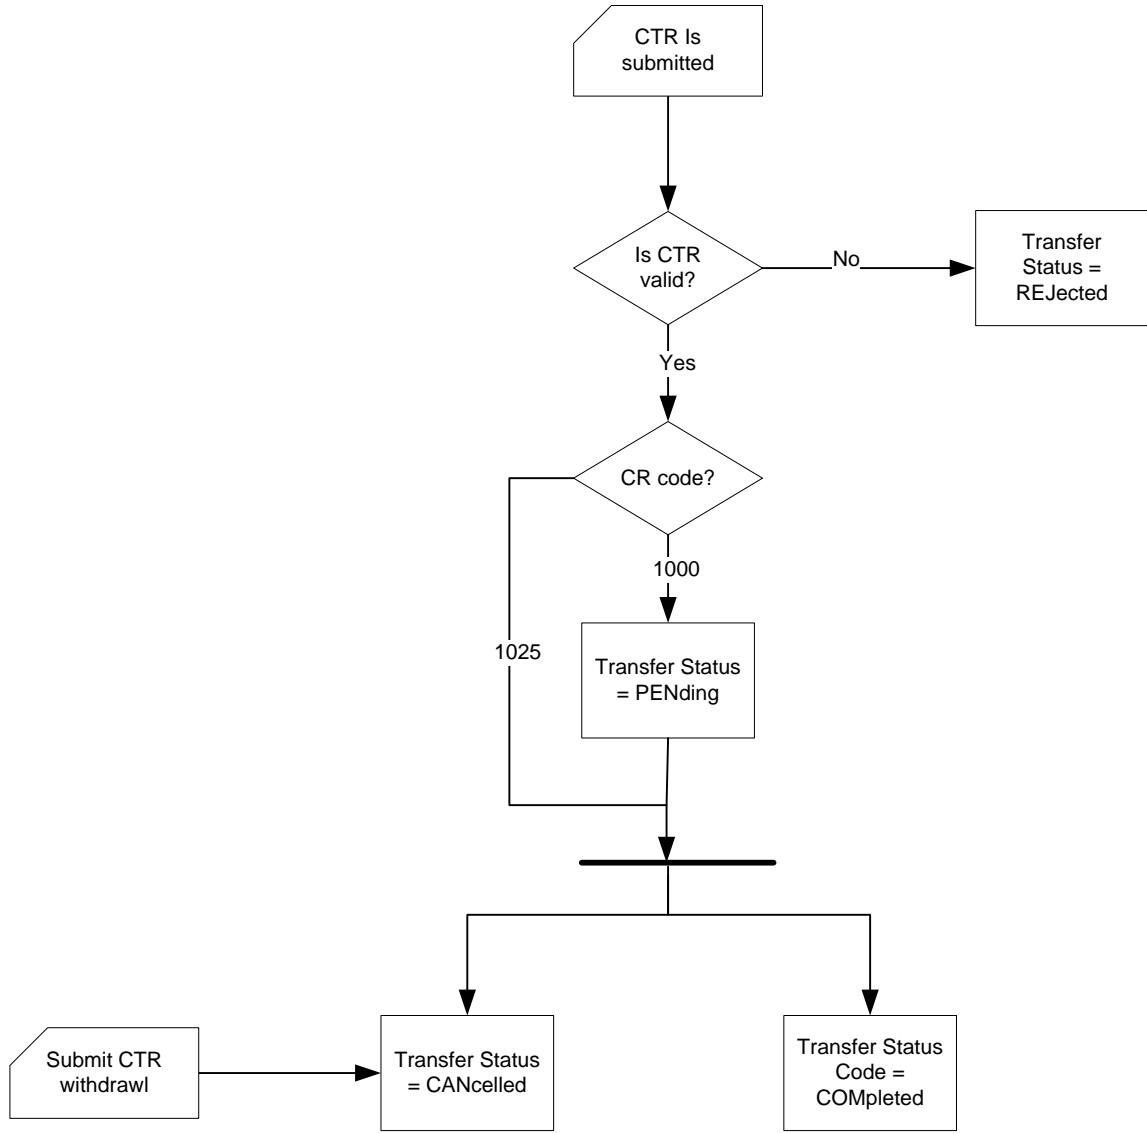 CTR Is
submitted
Is CTR
valid?
No
Transfer
Status =
REJected
Yes
CR code?
1000
1025
Transfer Status
= PENding
Submit CTR
withdrawl
Transfer Status
= CANcelled
Transfer Status
Code =
COMpleted